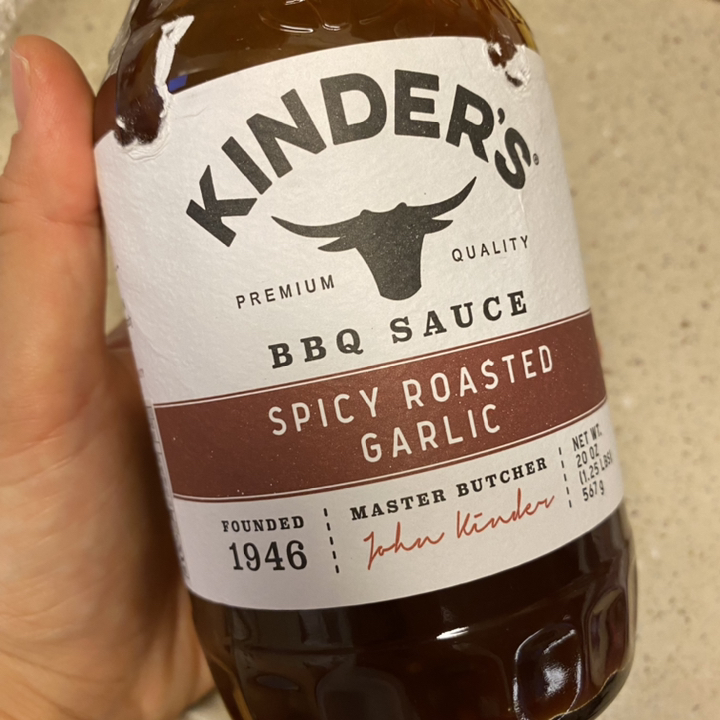 KINDER'S®
PREMIUM QUALITY
BBQ SAUCE
SPICY ROASTED
GARLIC
FOUNDED
1946
MASTER BUTCHER
John Kinder
NET WT.
20 OZ
(1.25 LBS)
567g